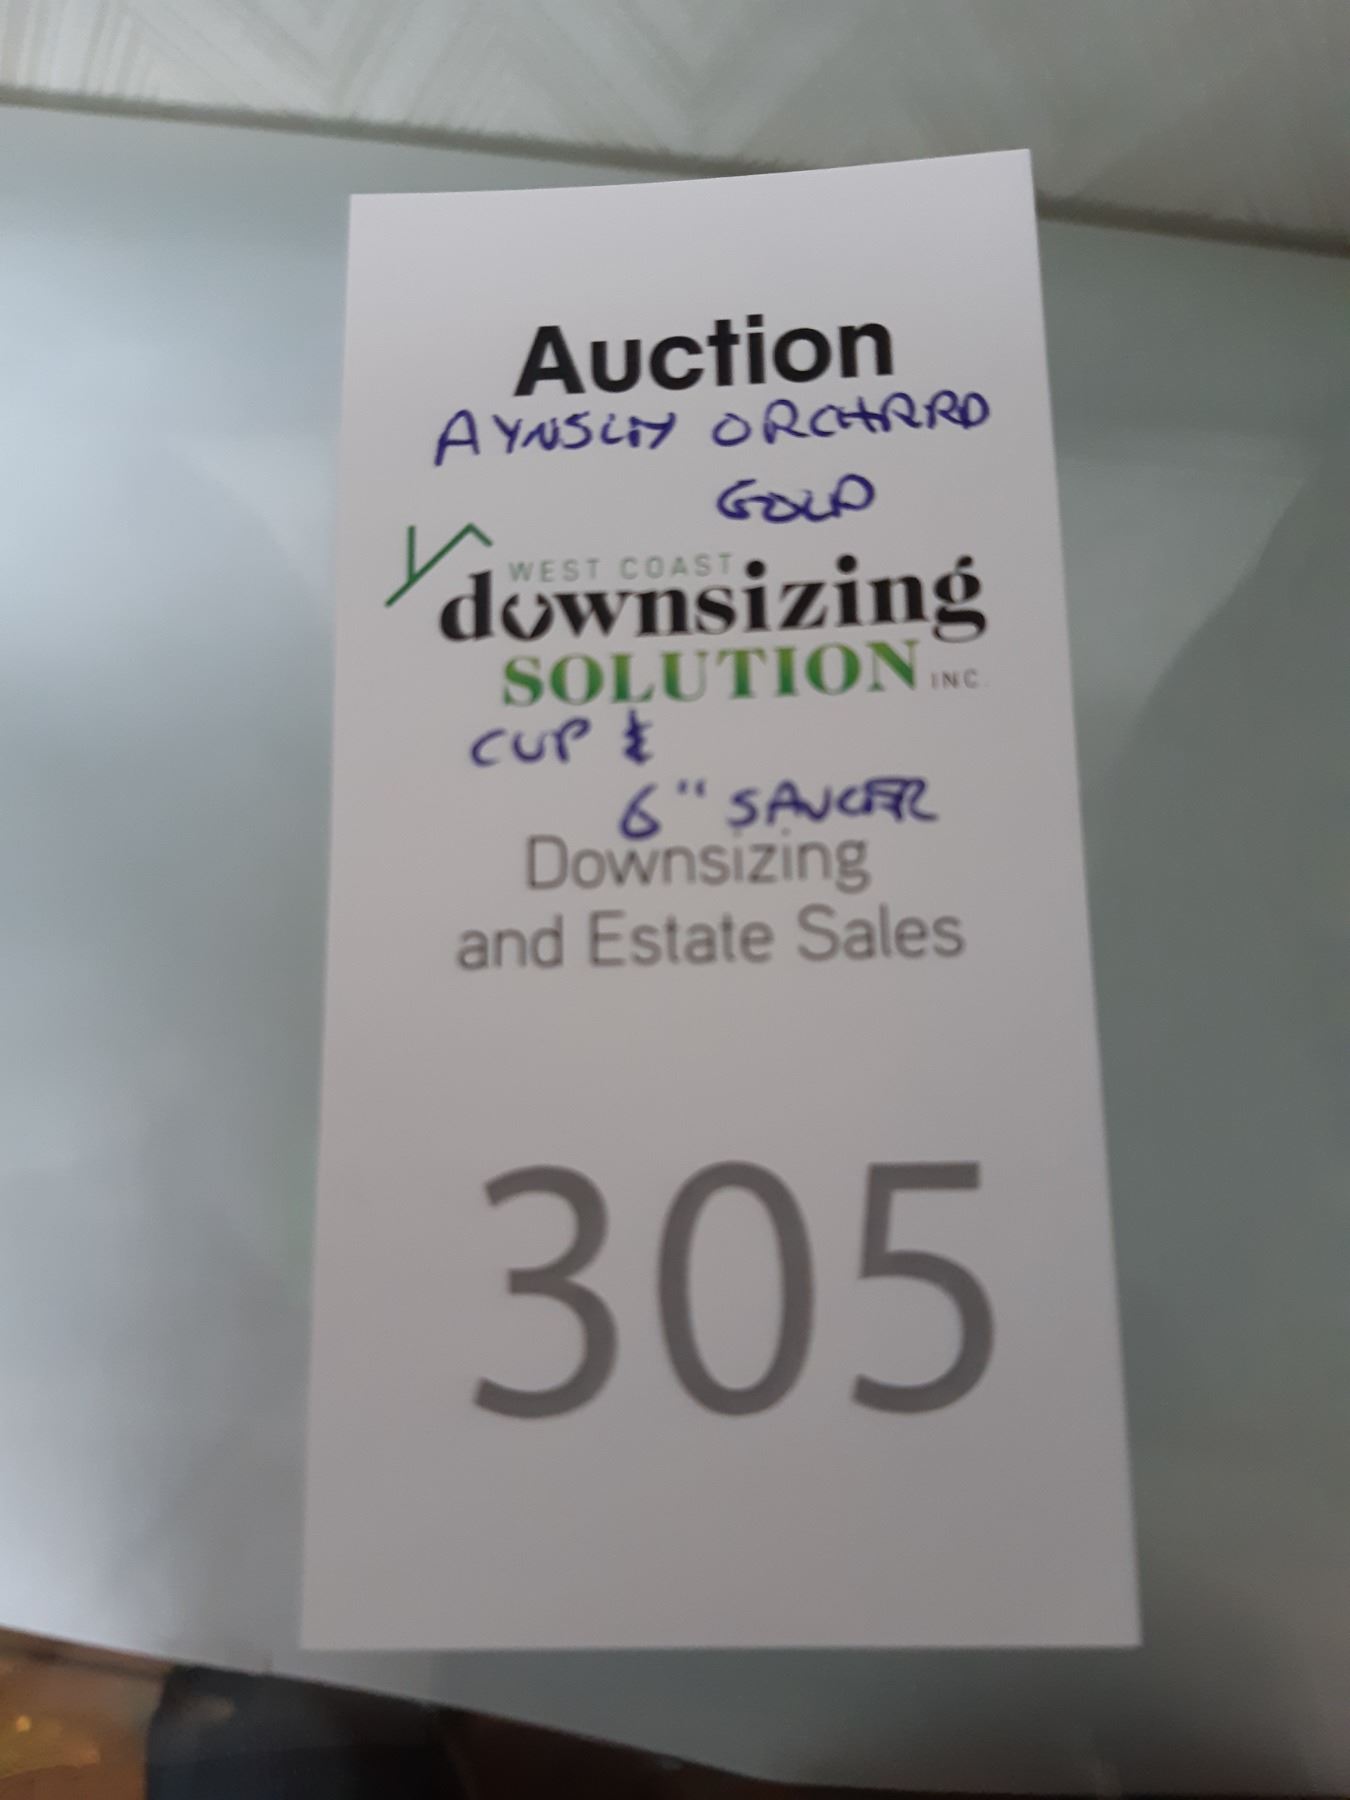 Auction
AYNSLEY ORCHARD
GOLD
WEST COAST
downsizing
SOLUTION INC.
CUP &
6" SAUCER
Downsizing
and Estate Sales
305